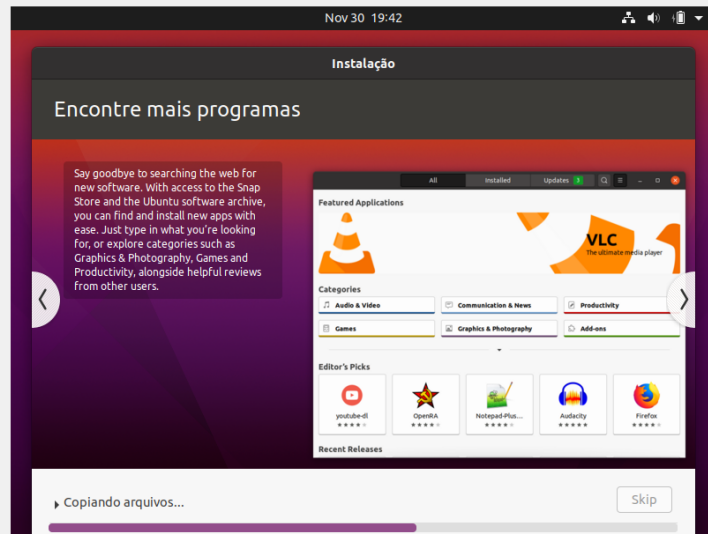 Nov 30 19:42
Instalação
Encontre mais programas
Say goodbye to searching the web for
new software. With access to the Snap
Store and the Ubuntu software archive,
you can find and install new apps with
ease. Just type in what you're looking
for, or explore categories such as
Graphics & Photography, Games and
Productivity, alongside helpful reviews
from other users.
All Installed Updates 3
Featured Applications
VLC
The ultimate media player
Categories
Audio & Video Communication & News Productivity
Games Graphics & Photography Add-ons
Editor's Picks
youtube-dl OpenRA Notepad-Plus... Audacity Firefox
Recent Releases
Copiando arquivos...
Skip